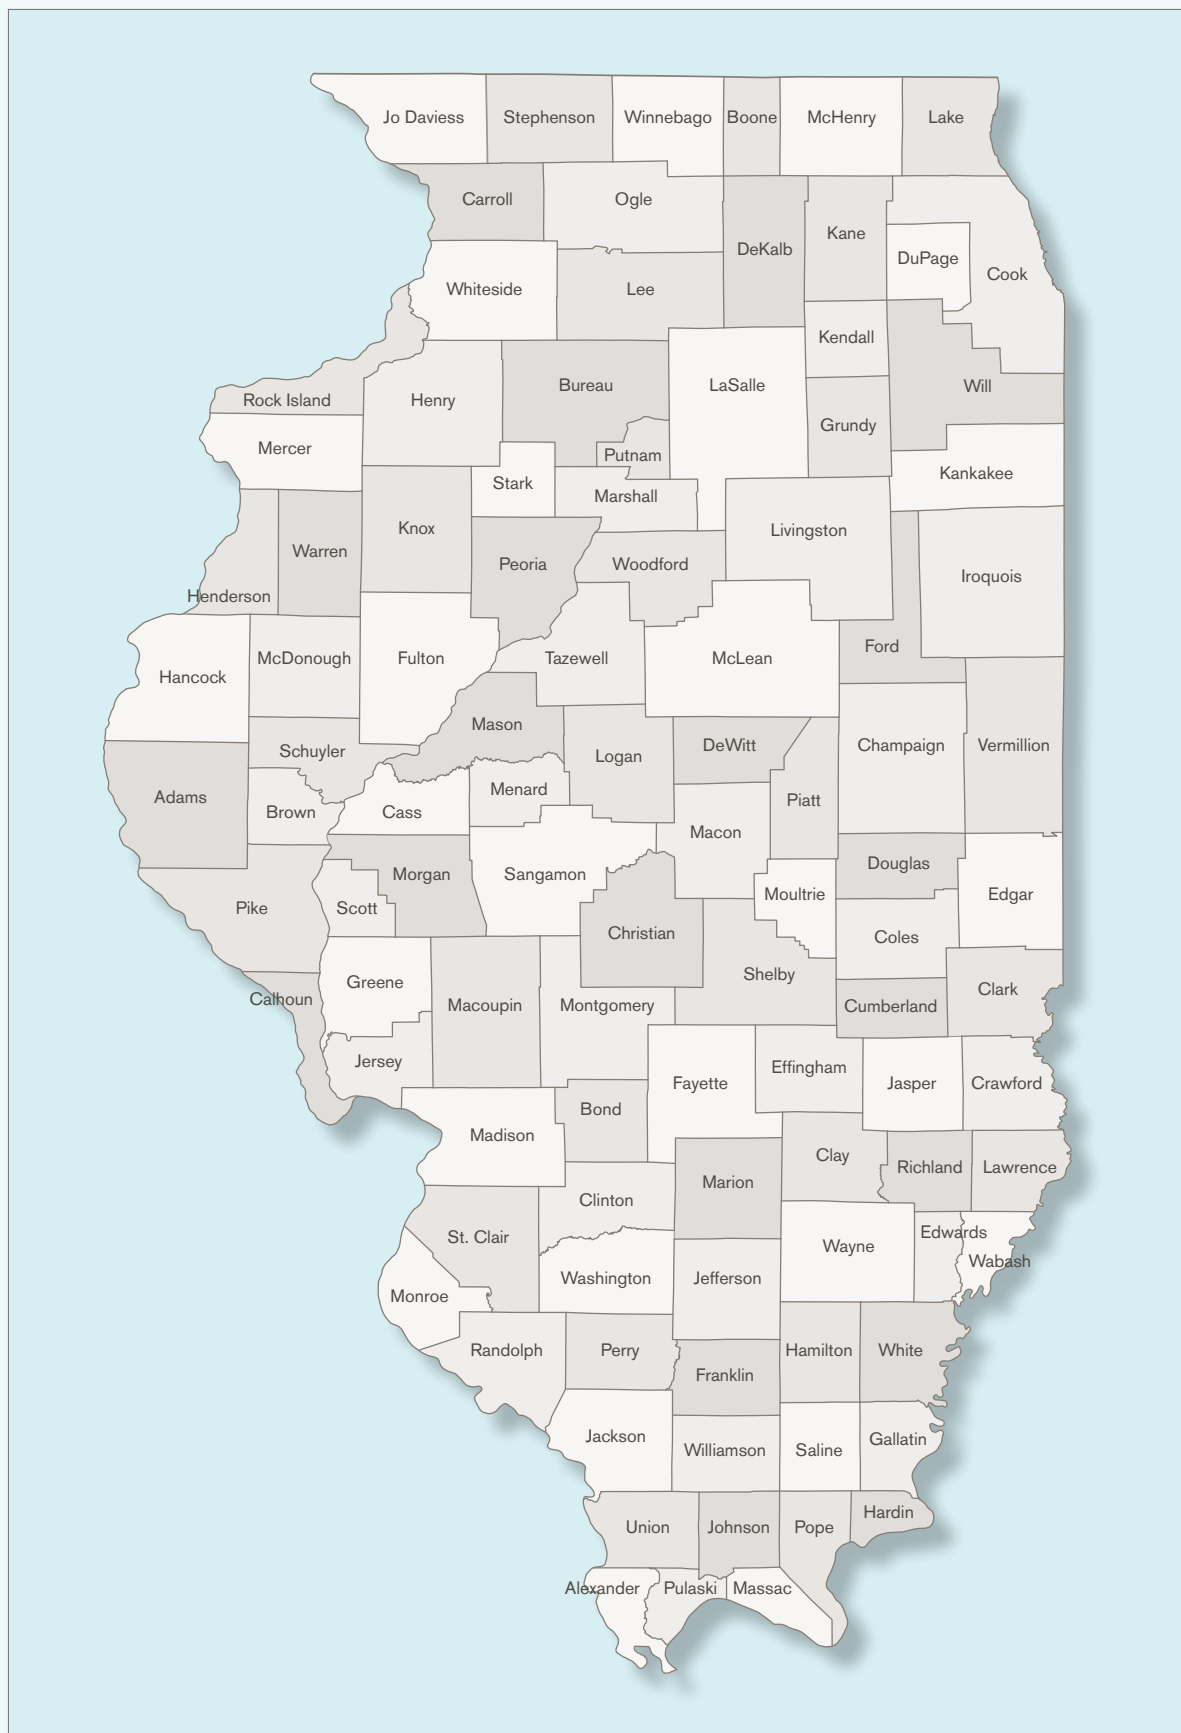 Jo Daviess
Stephenson
Winnebago
Boone
McHenry
Lake
Carroll
Ogle
DeKalb
Kane
DuPage
Cook
Whiteside
Lee
Kendall
Rock Island
Henry
Bureau
LaSalle
Will
Grundy
Mercer
Putnam
Kankakee
Stark
Marshall
Knox
Livingston
Warren
Peoria
Woodford
Iroquois
Henderson
Ford
Hancock
McDonough
Fulton
Tazewell
McLean
Mason
Schuyler
Logan
DeWitt
Champaign
Vermillion
Adams
Menard
Piatt
Brown
Cass
Macon
Douglas
Morgan
Sangamon
Moultrie
Edgar
Pike
Scott
Christian
Coles
Shelby
Greene
Clark
Calhoun
Macoupin
Montgomery
Cumberland
Jersey
Fayette
Effingham
Jasper
Crawford
Bond
Madison
Clay
Richland
Lawrence
Marion
Clinton
St. Clair
Wayne
Edwards
Wabash
Washington
Jefferson
Monroe
Randolph
Perry
Hamilton
White
Franklin
Jackson
Williamson
Saline
Gallatin
Union
Johnson
Pope
Hardin
Alexander
Pulaski
Massac